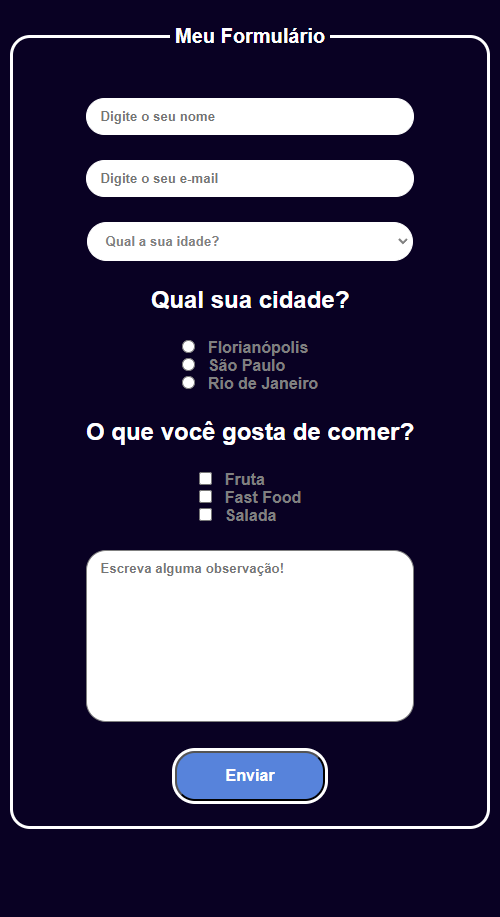 Meu Formulário
Digite o seu nome
Digite o seu e-mail
Qual a sua idade?
Qual sua cidade?
Florianópolis
São Paulo
Rio de Janeiro
O que você gosta de comer?
Fruta
Fast Food
Salada
Escreva alguma observação!
Enviar